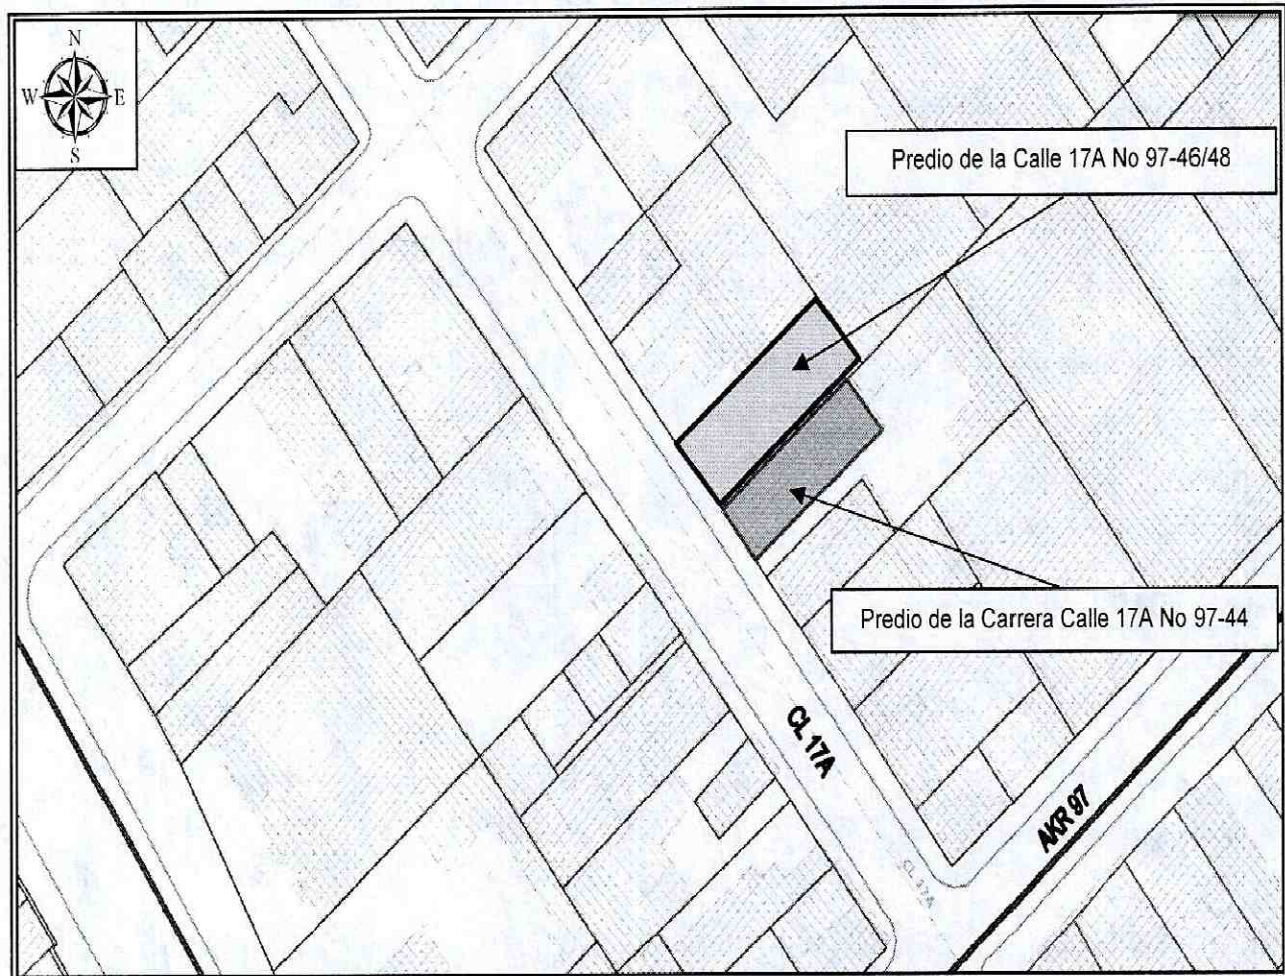 N
W E
S
Predio de la Calle 17A No 97-46/48
Predio de la Carrera Calle 17A No 97-44
CL 17A
AKR 97
CL 17A